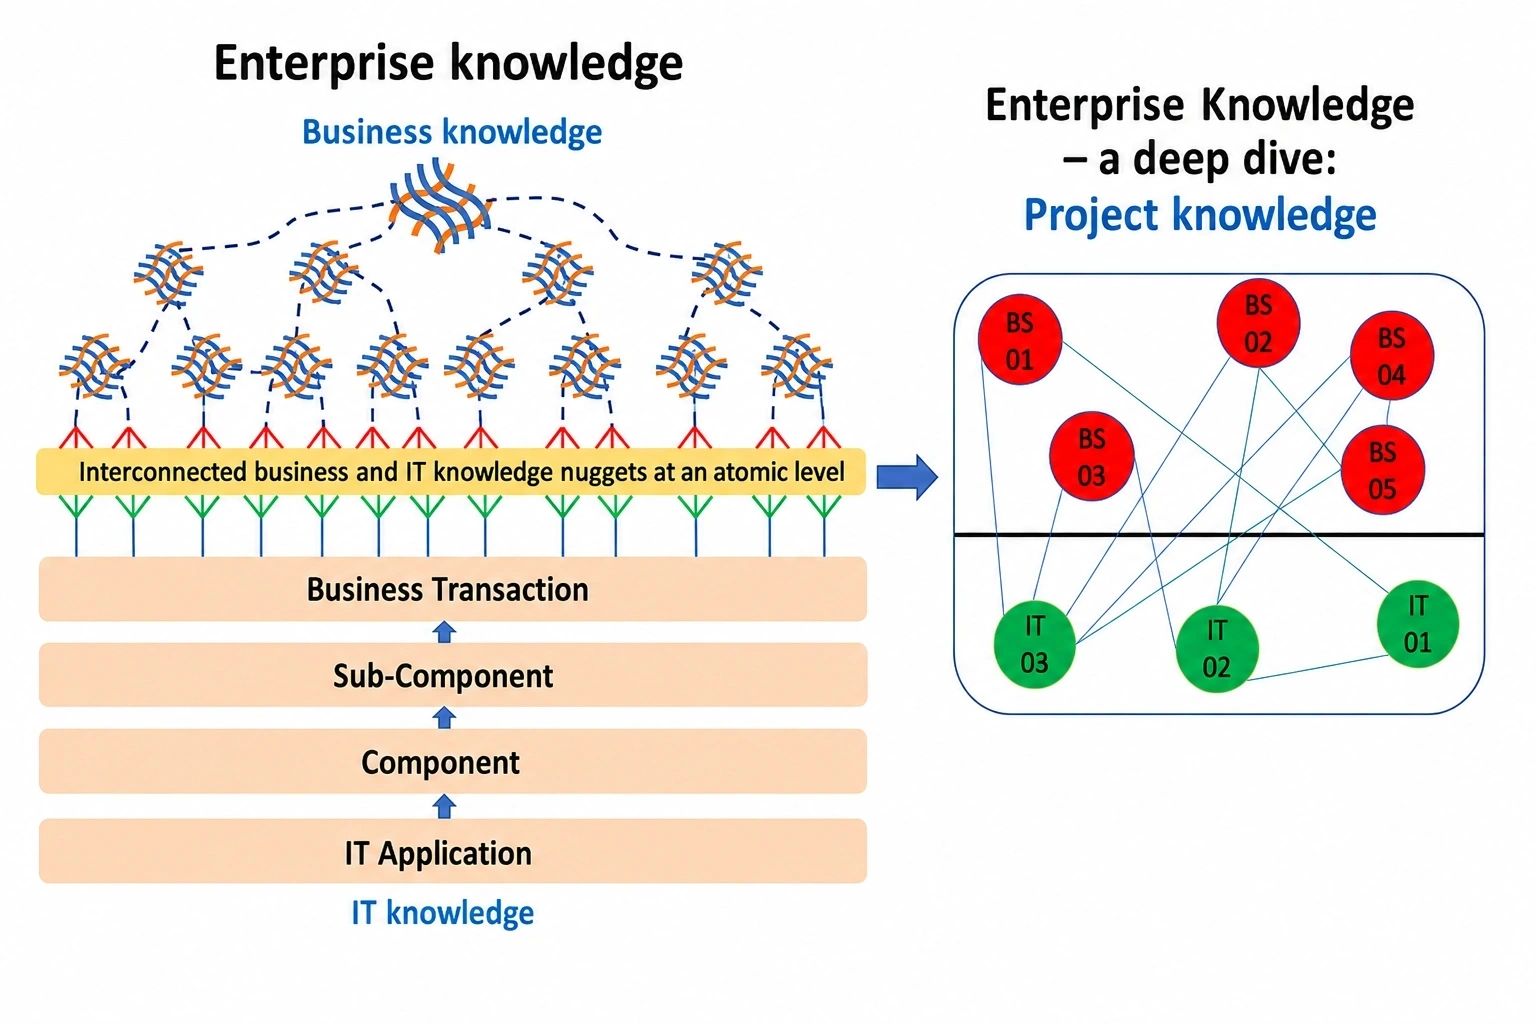 Enterprise knowledge
Business knowledge
Interconnected business and IT knowledge nuggets at an atomic level
Business Transaction
Sub-Component
Component
IT Application
IT knowledge
Enterprise Knowledge
– a deep dive:
Project knowledge
BS
01
BS
02
BS
04
BS
03
BS
05
IT
03
IT
02
IT
01